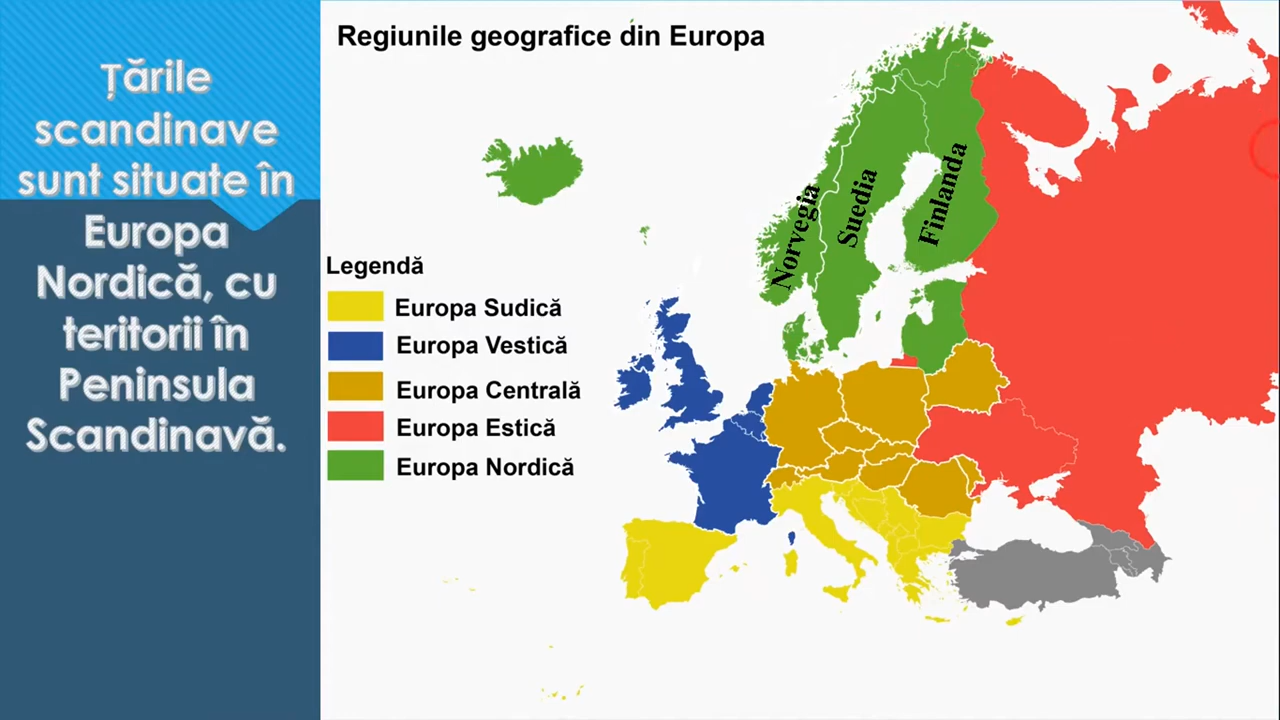 Țările
scandinave
sunt situate în
Europa
Nordică, cu
teritorii în
Peninsula
Scandinavă.
Regiunile geografice din Europa
Norvegia
Suedia
Finlanda
Legendă
Europa Sudică
Europa Vestică
Europa Centrală
Europa Estică
Europa Nordică